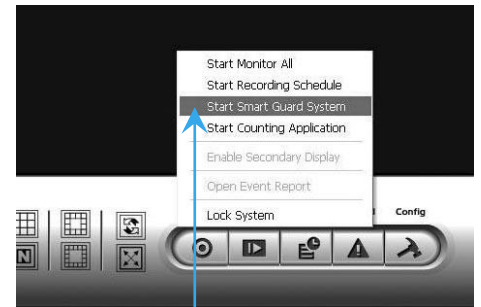 Start Monitor All
Start Recording Schedule
Start Smart Guard System
Start Counting Application
Enable Secondary Display
Open Event Report
Lock System
Config
N